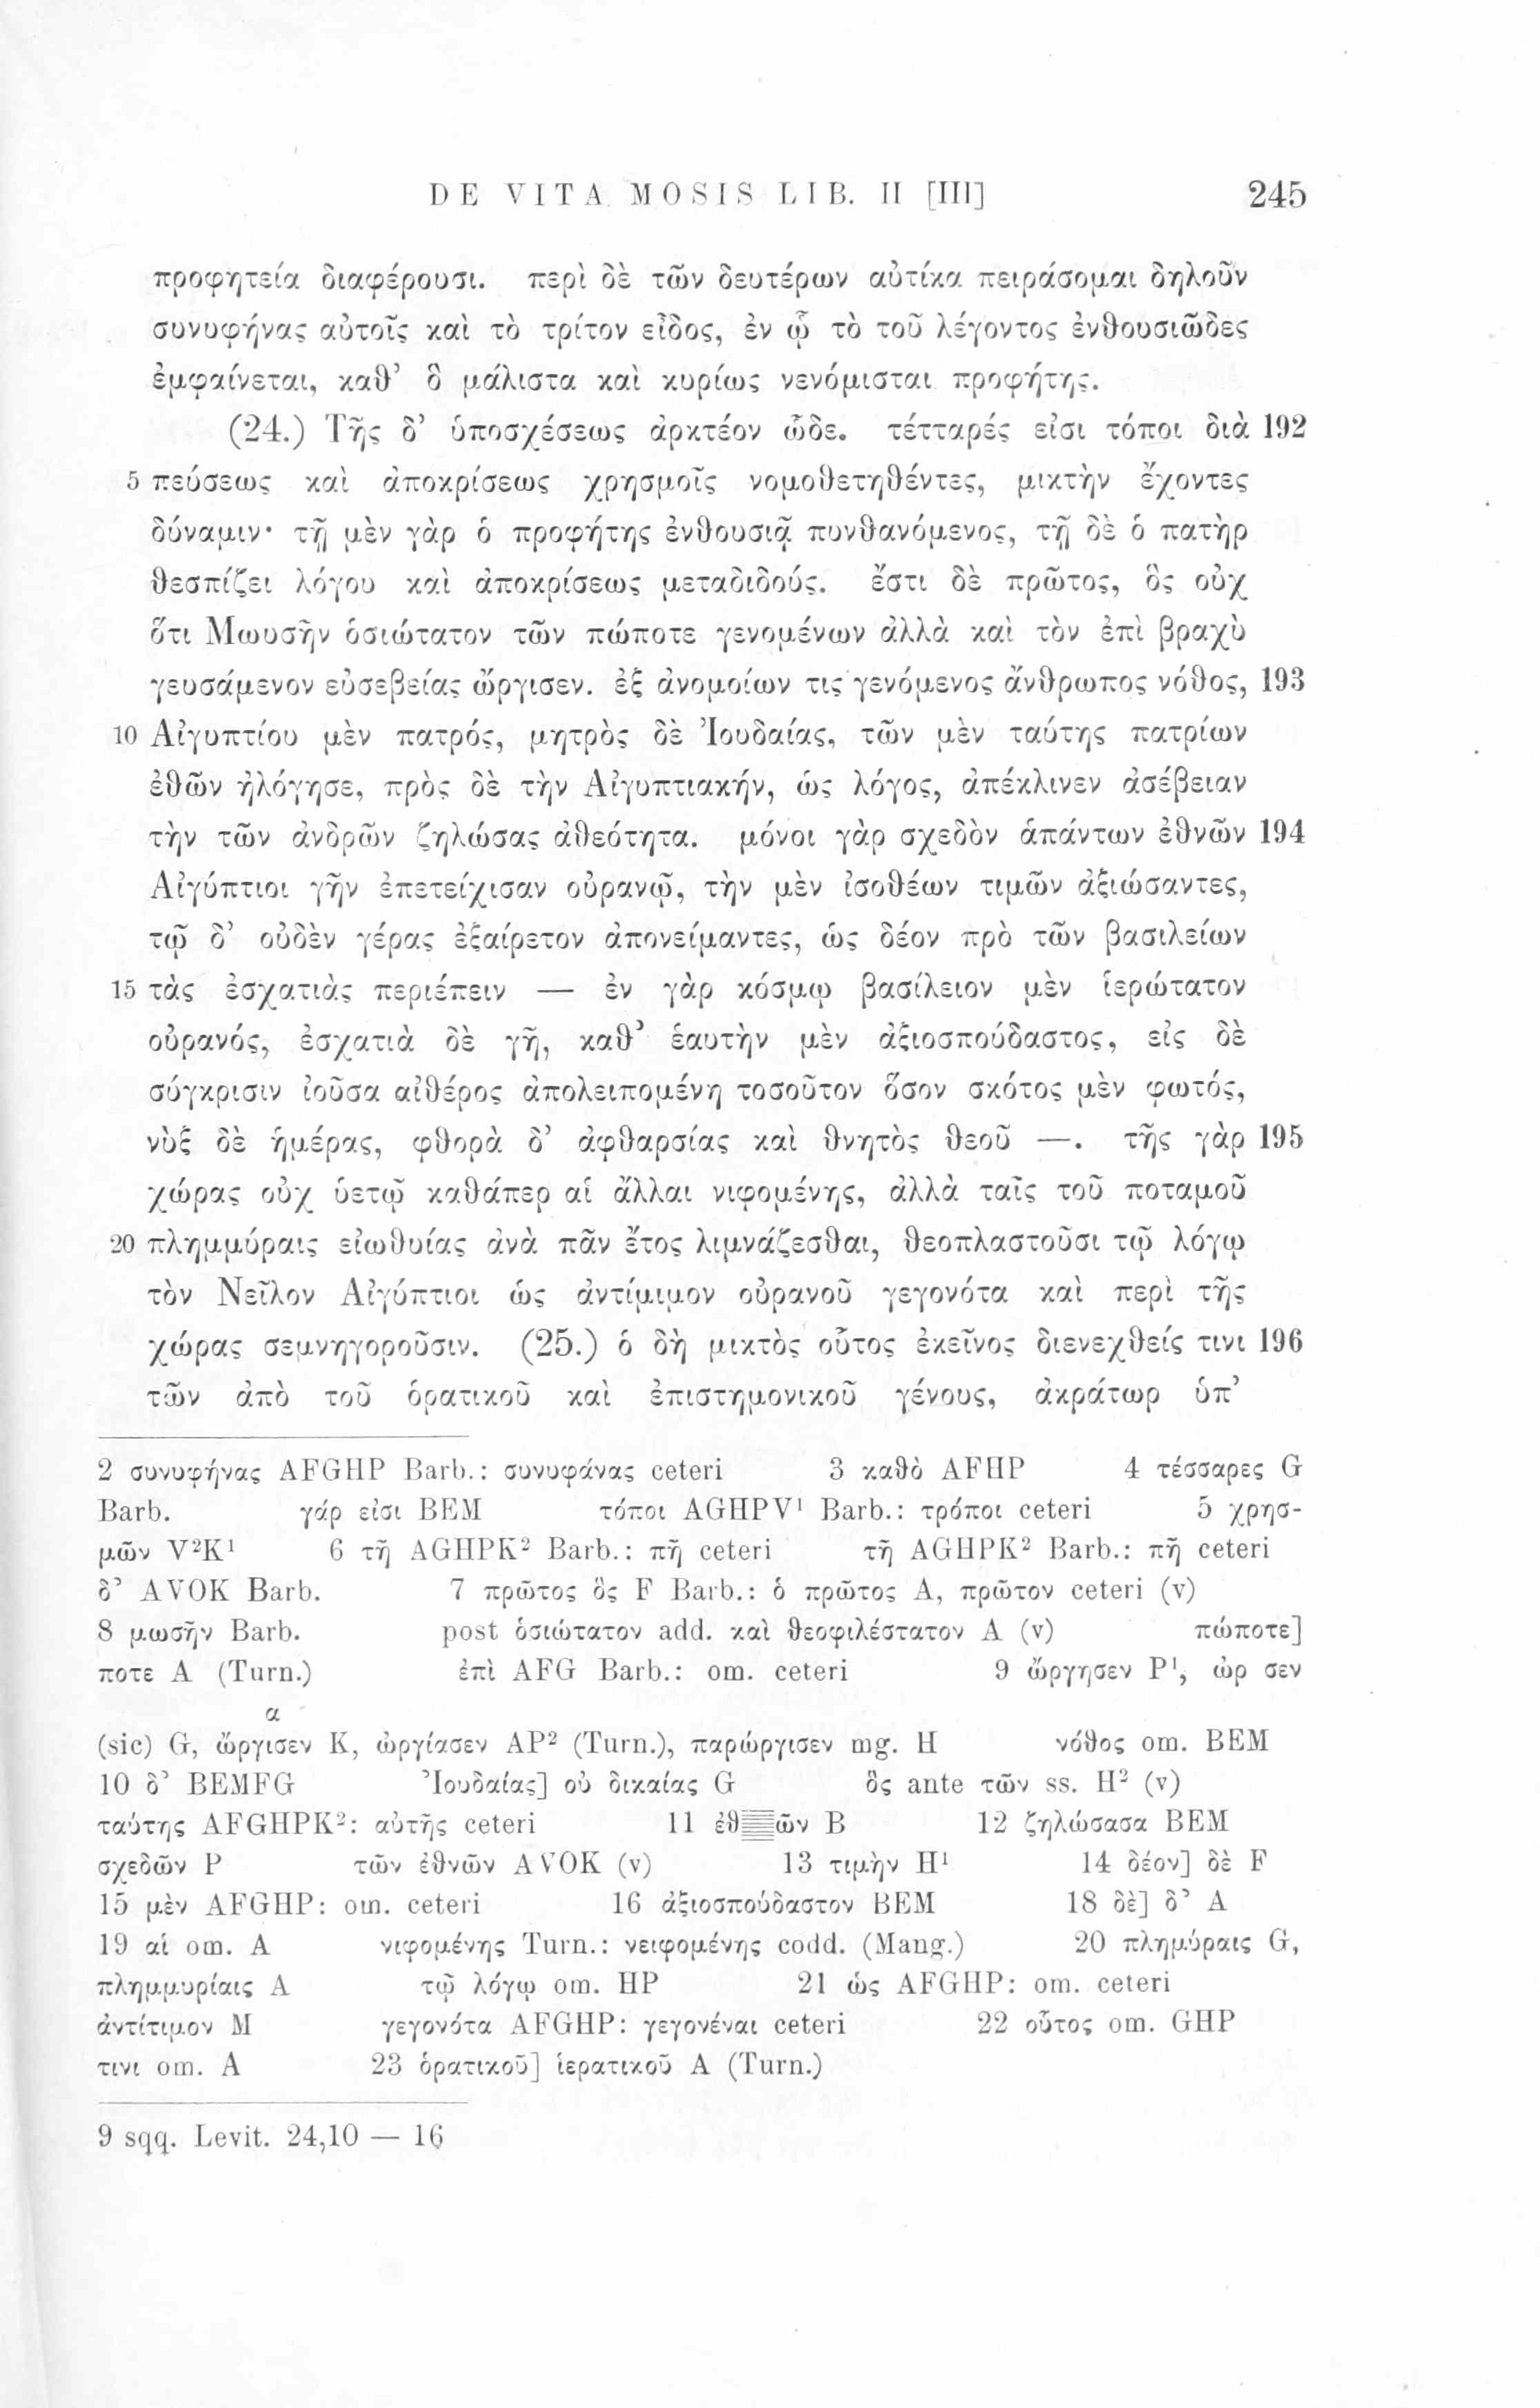 DE VITA MOSIS LIB. II [III] 245
προφητεία διαφέρουσι. περὶ δὲ τῶν δευτέρων αὐτίκα πειράσομαι δηλοῦν
συνυφήνας αὐτοῖς καὶ τὸ τρίτον εἶδος, ἐν ᾧ τὸ τοῦ λέγοντος ἐνθουσιῶδες
ἐμφαίνεται, καθ’ ὃ μάλιστα καὶ κυρίως νενόμισται προφήτης.
(24.) Τῆς δ’ ὑποσχέσεως ἀρκτέον ὧδε. τέτταρές εἰσι τόποι διὰ 192
5 πεύσεως καὶ ἀποκρίσεως χρησμοῖς νομοθετηθέντες, μικτὴν ἔχοντες
δύναμιν· τῇ μὲν γὰρ ὁ προφήτης ἐνθουσιᾷ πυνθανόμενος, τῇ δὲ ὁ πατὴρ
θεσπίζει λόγου καὶ ἀποκρίσεως μεταδιδούς. ἔστι δὲ πρῶτος, ὃς οὐχ
ὅτι Μωυσῆν ὁσιώτατον τῶν πώποτε γενομένων ἀλλὰ καὶ τὸν ἐπὶ βραχὺ
γευσάμενον εὐσεβείας ὤργισεν. ἐξ ἀνομοίων τις γενόμενος ἄνθρωπος νόθος, 193
10 Αἰγυπτίου μὲν πατρός, μητρὸς δὲ Ἰουδαίας, τῶν μὲν ταύτης πατρίων
ἐθῶν ἠλόγησε, πρὸς δὲ τὴν Αἰγυπτιακήν, ὡς λόγος, ἀπέκλινεν ἀσέβειαν
τὴν τῶν ἀνδρῶν ζηλώσας ἀθεότητα. μόνοι γὰρ σχεδὸν ἁπάντων ἐθνῶν 194
Αἰγύπτιοι γῆν ἐπετείχισαν οὐρανῷ, τὴν μὲν ἰσοθέων τιμῶν ἀξιώσαντες,
τῷ δ’ οὐδὲν γέρας ἐξαίρετον ἀπονείμαντες, ὡς δέον πρὸ τῶν βασιλείων
15 τὰς ἐσχατιὰς περιέπειν — ἐν γὰρ κόσμῳ βασίλειον μὲν ἱερώτατον
οὐρανός, ἐσχατιὰ δὲ γῆ, καθ’ ἑαυτὴν μὲν ἀξιοσπούδαστος, εἰς δὲ
σύγκρισιν ἰοῦσα αἰθέρος ἀπολειπομένη τοσοῦτον ὅσον σκότος μὲν φωτός,
νὺξ δὲ ἡμέρας, φθορὰ δ’ ἀφθαρσίας καὶ θνητὸς θεοῦ —. τῆς γὰρ 195
χώρας οὐχ ὑετῷ καθάπερ αἱ ἄλλαι νιφομένης, ἀλλὰ ταῖς τοῦ ποταμοῦ
20 πλημμύραις εἰωθυίας ἀνὰ πᾶν ἔτος λιμνάζεσθαι, θεοπλαστοῦσι τῷ λόγῳ
τὸν Νεῖλον Αἰγύπτιοι ὡς ἀντίμιμον οὐρανοῦ γεγονότα καὶ περὶ τῆς
χώρας σεμνηγοροῦσιν. (25.) ὁ δὴ μικτὸς οὗτος ἐκεῖνος διενεχθείς τινι 196
τῶν ἀπὸ τοῦ ὁρατικοῦ καὶ ἐπιστημονικοῦ γένους, ἀκράτωρ ὑπ’
2 συνυφήνας AFGHP Barb.: συνυφάνας ceteri 3 καθὸ AFHP 4 τέσσαρες G
Barb. γάρ εἰσι BEM τόποι AGHPV¹ Barb.: τρόποι ceteri 5 χρησ-
μῶν V²K¹ 6 τῇ AGHPK² Barb.: πῇ ceteri τῇ AGHPK² Barb.: πῇ ceteri
δ’ AVOK Barb. 7 πρῶτος ὃς F Barb.: ὁ πρῶτος A, πρῶτον ceteri (v)
8 μωσῆν Barb. post ὁσιώτατον add. καὶ θεοφιλέστατον A (v) πώποτε]
ποτε A (Turn.) ἐπὶ AFG Barb.: om. ceteri 9 ὤργησεν P¹, ὠρ σεν
α
(sic) G, ὤργισεν K, ὠργίασεν AP² (Turn.), παρώργισεν mg. H νόθος om. BEM
10 δ’ BEMFG Ἰουδαίας] οὐ δικαίας G ὃς ante τῶν ss. H² (v)
ταύτης AFGHPK²: αὐτῆς ceteri 11 ἐθ ῶν B 12 ζηλώσασα BEM
σχεδῶν P τῶν ἐθνῶν AVOK (v) 13 τιμὴν H¹ 14 δέον] δὲ F
15 μὲν AFGHP: om. ceteri 16 ἀξιοσπούδαστον BEM 18 δὲ] δ’ A
19 αἱ om. A νιφομένης Turn.: νειφομένης codd. (Mang.) 20 πλημύραις G,
πλημμυρίαις A τῷ λόγῳ om. HP 21 ὡς AFGHP: om. ceteri
ἀντίτιμον M γεγονότα AFGHP: γεγονέναι ceteri 22 οὗτος om. GHP
τινι om. A 23 ὁρατικοῦ] ἱερατικοῦ A (Turn.)
9 sqq. Levit. 24,10 — 16